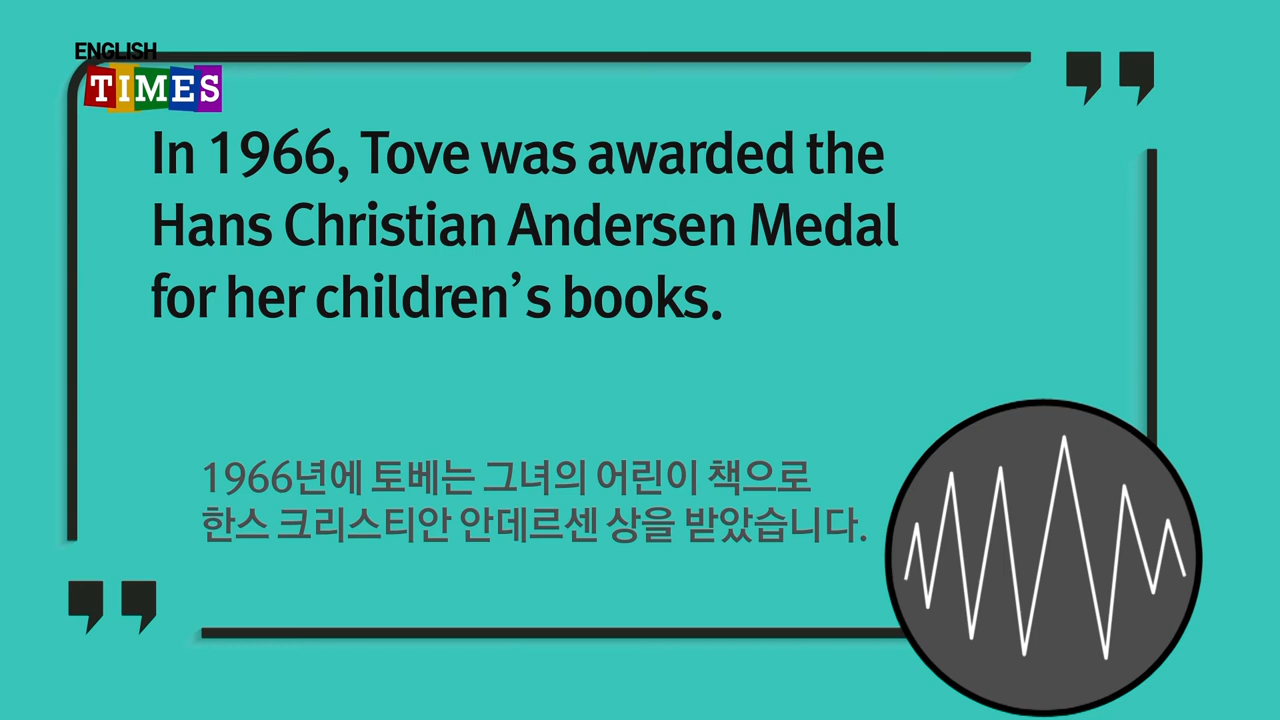 ENGLISH
TIMES
In 1966, Tove was awarded the
Hans Christian Andersen Medal
for her children’s books.
1966년에 토베는 그녀의 어린이 책으로
한스 크리스티안 안데르센 상을 받았습니다.